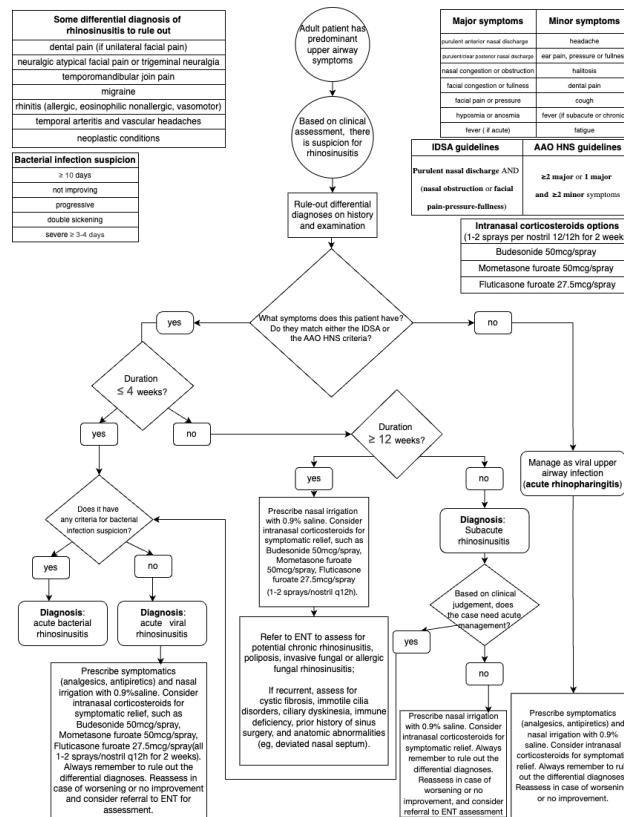 Some differential diagnosis of
rhinosinusitis to rule out
dental pain (if unilateral facial pain)
neuralgic atypical facial pain or trigeminal neuralgia
temporomandibular join pain
migraine
rhinitis (allergic, eosinophilic nonallergic, vasomotor)
temporal arteritis and vascular headaches
neoplastic conditions
Bacterial infection suspicion
≥ 10 days
not improving
progressive
double sickening
severe ≥ 3-4 days
Adult patient has
predominant
upper airway
symptoms
Based on clinical
assessment, there
is suspicion for
rhinosinusitis
Rule-out differential
diagnoses on history
and examination
Major symptoms
Minor symptoms
purulent anterior nasal discharge
headache
purulent/clear posterior nasal discharge
ear pain, pressure or fullness
nasal congestion or obstruction
halitosis
facial congestion or fullness
dental pain
facial pain or pressure
cough
hyposmia or anosmia
fever (if subacute or chronic
fever ( if acute)
fatigue
IDSA guidelines
AAO HNS guidelines
Purulent nasal discharge AND
(nasal obstruction or facial
pain-pressure-fullness)
≥2 major or 1 major
and ≥2 minor symptoms
Intranasal corticosteroids options
(1-2 sprays per nostril 12/12h for 2 weeks
Budesonide 50mcg/spray
Mometasone furoate 50mcg/spray
Fluticasone furoate 27.5mcg/spray
What symptoms does this patient have?
Do they match either the IDSA or
the AAO HNS criteria?
yes
no
Duration
≤ 4 weeks?
yes
no
Duration
≥ 12 weeks?
yes
no
Manage as viral upper
airway infection
(acute rhinopharingitis)
Does it have
any criteria for bacterial
infection suspicion?
yes
no
Diagnosis:
acute bacterial
rhinosinusitis
Diagnosis:
acute viral
rhinosinusitis
Prescribe nasal irrigation
with 0.9% saline. Consider
intranasal corticosteroids for
symptomatic relief, such as
Budesonide 50mcg/spray,
Mometasone furoate
50mcg/spray, Fluticasone
furoate 27.5mcg/spray
(1-2 sprays/nostril q12h).
Diagnosis:
Subacute
rhinosinusitis
Based on clinical
judgement, does
the case need acute
management?
yes
no
Refer to ENT to assess for
potential chronic rhinosinusitis,
poliposis, invasive fungal or allergic
fungal rhinosinusitis;
If recurrent, assess for
cystic fibrosis, immotile cilia
disorders, ciliary dyskinesia, immune
deficiency, prior history of sinus
surgery, and anatomic abnormalities
(eg, deviated nasal septum).
Prescribe symptomatics
(analgesics, antipiretics) and nasal
irrigation with 0.9%saline. Consider
intranasal corticosteroids for
symptomatic relief, such as
Budesonide 50mcg/spray,
Mometasone furoate 50mcg/spray,
Fluticasone furoate 27.5mcg/spray(all
1-2 sprays/nostril q12h for 2 weeks).
Always remember to rule out the
differential diagnoses. Reassess in
case of worsening or no improvement
and consider referral to ENT for
assessment.
Prescribe nasal irrigation
with 0.9% saline. Consider
intranasal corticosteroids for
symptomatic relief. Always
remember to rule out the
differential diagnoses.
Reassess in case of
worsening or no
improvement, and consider
referral to ENT assessment
Prescribe symptomatics
(analgesics, antipiretics) and
nasal irrigation with 0.9%
saline. Consider intranasal
corticosteroids for symptomatic
relief. Always remember to rule
out the differential diagnoses.
Reassess in case of worsening
or no improvement.